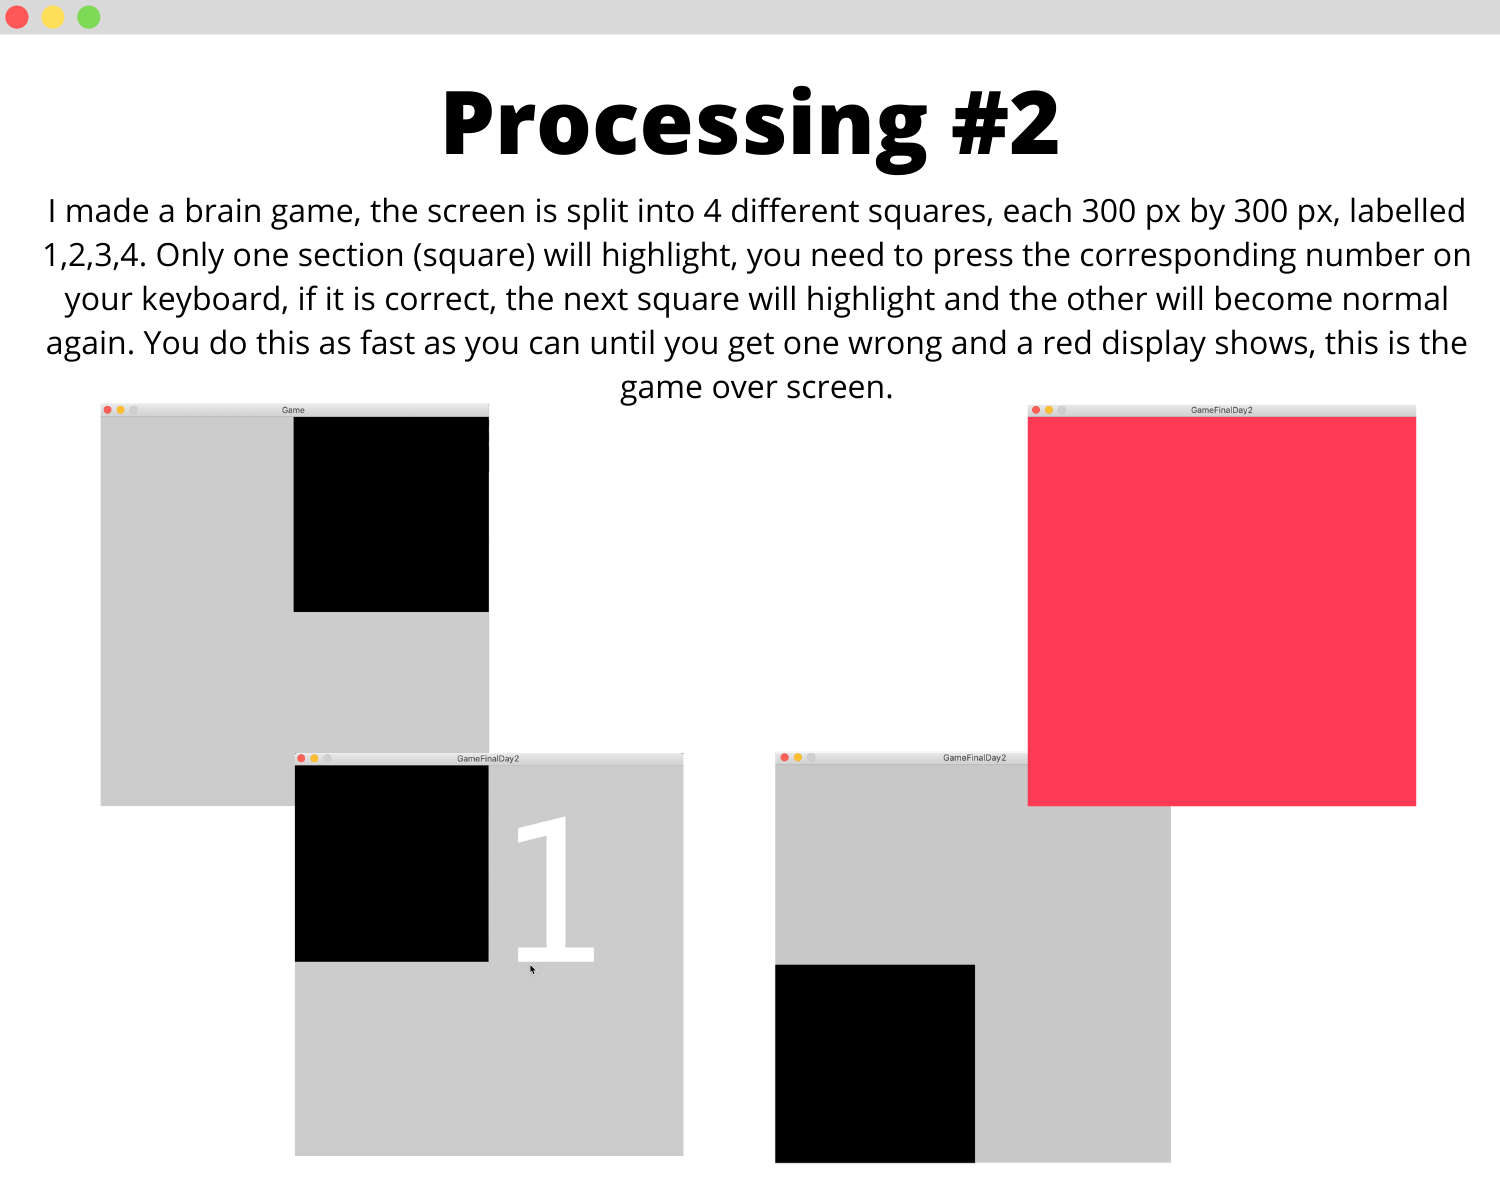 Processing #2
I made a brain game, the screen is split into 4 different squares, each 300 px by 300 px, labelled
1,2,3,4. Only one section (square) will highlight, you need to press the corresponding number on
your keyboard, if it is correct, the next square will highlight and the other will become normal
again. You do this as fast as you can until you get one wrong and a red display shows, this is the
game over screen.
Game
GameFinalDay2
GameFinalDay2
1
GameFinalDay2